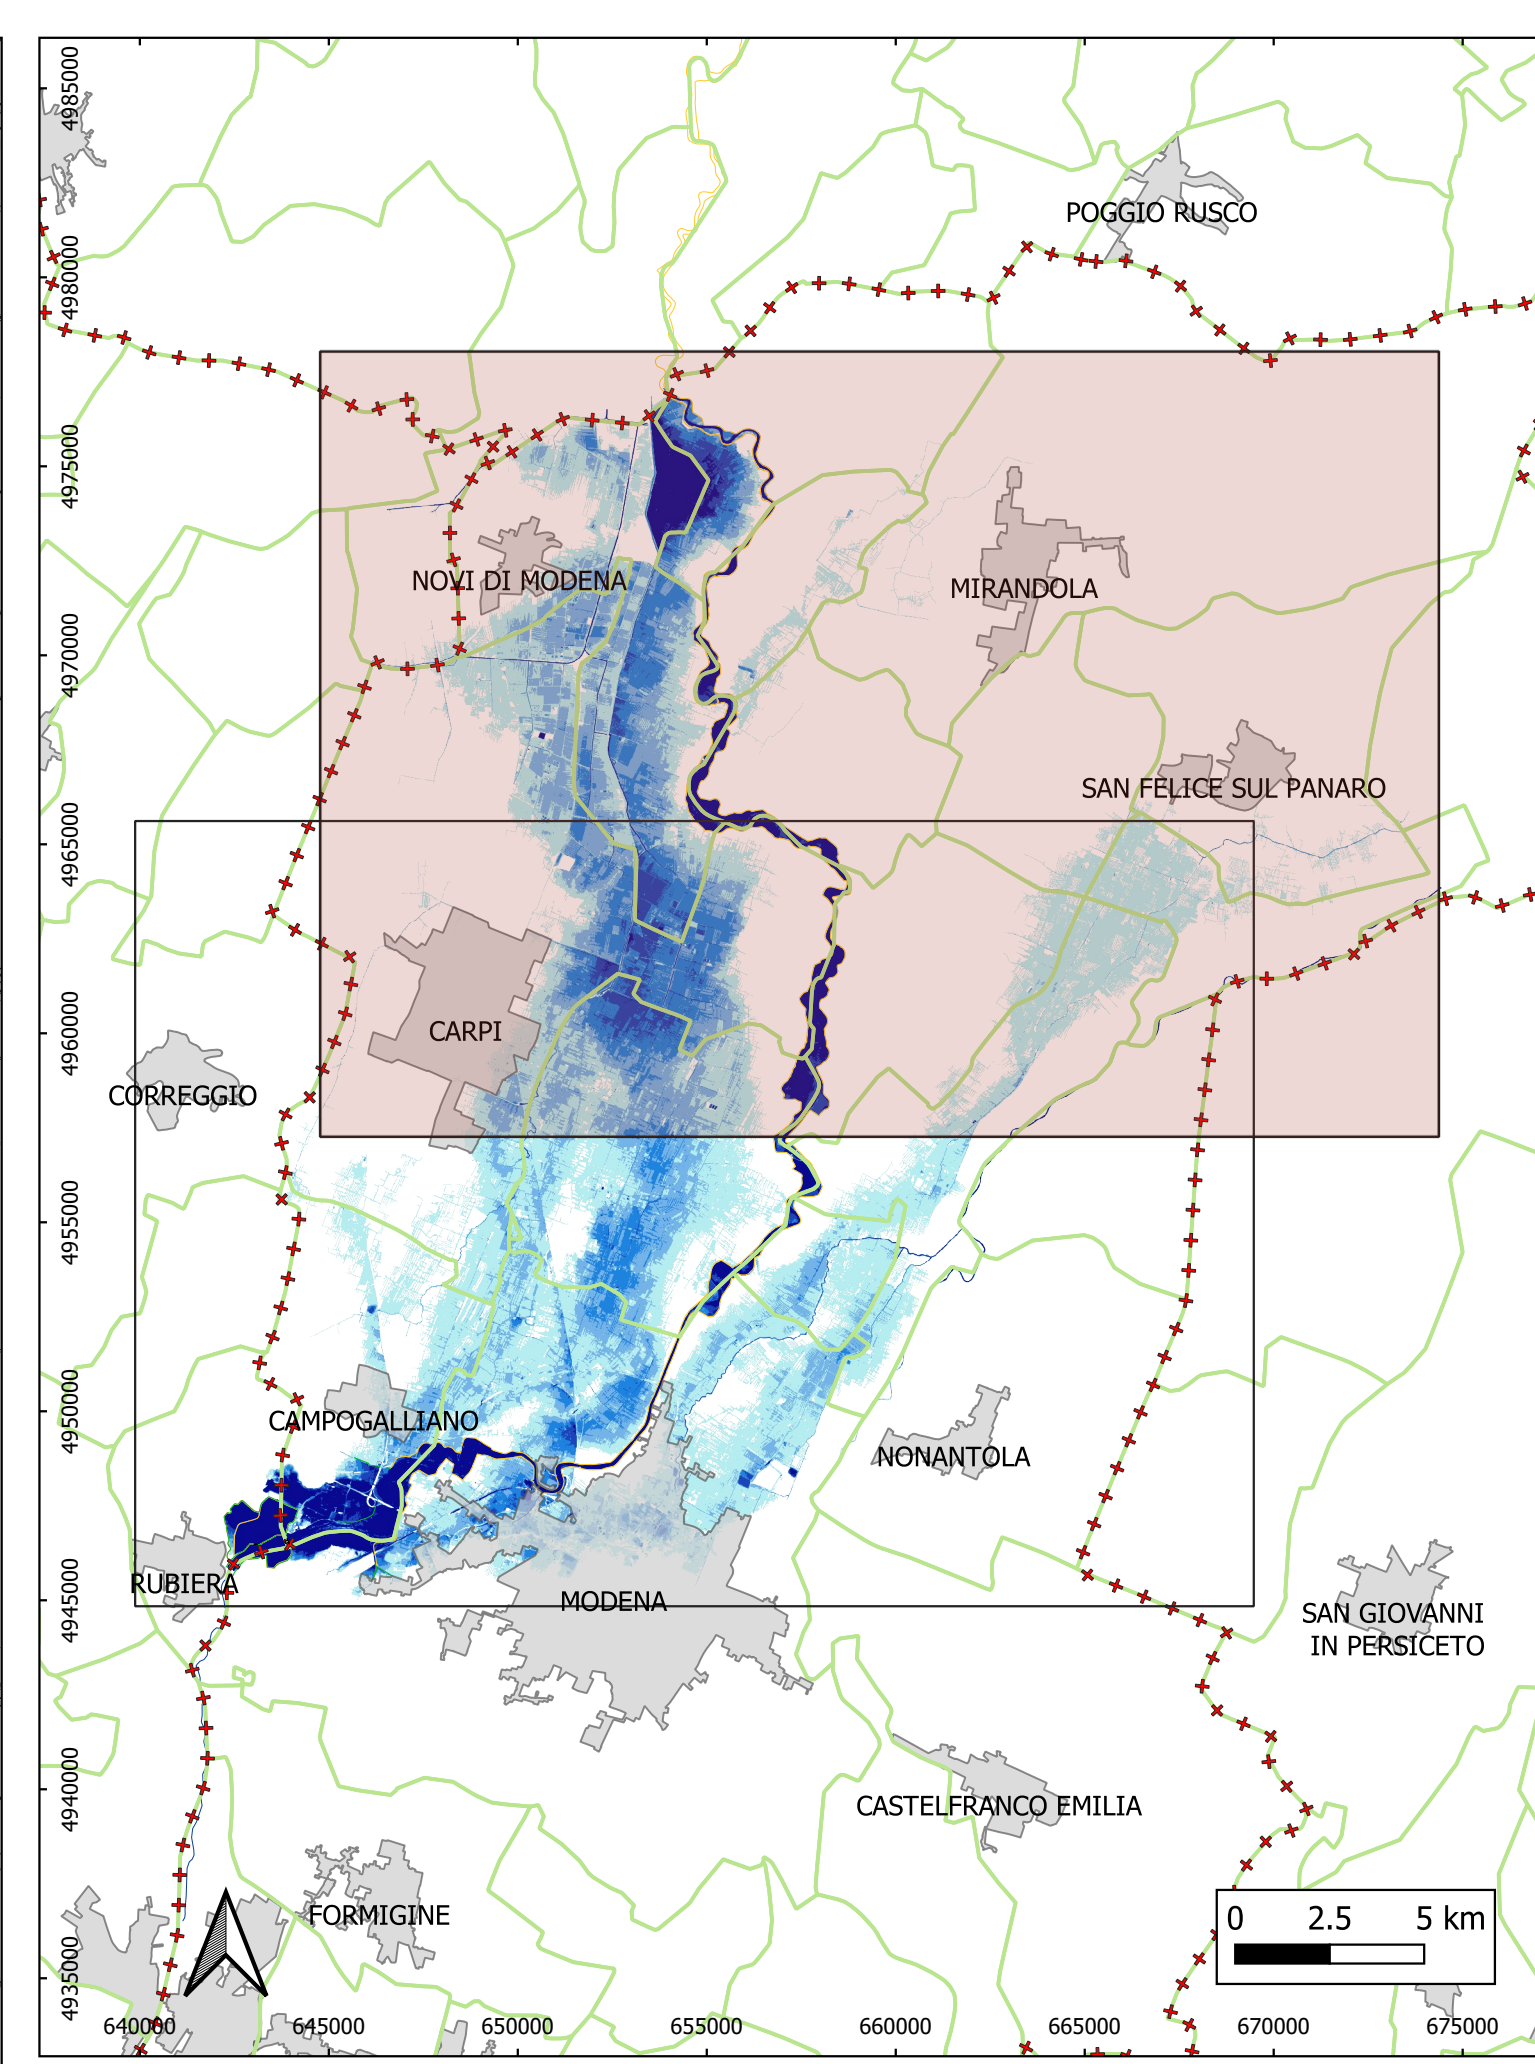 4985000
4980000
4975000
4970000
4965000
4960000
4955000
4950000
4945000
4940000
4935000
POGGIO RUSCO
NOVI DI MODENA
MIRANDOLA
SAN FELICE SUL PANARO
CARPI
CORREGGIO
CAMPOGALLIANO
NONANTOLA
RUBIERA
MODENA
SAN GIOVANNI
IN PERSICETO
CASTELFRANCO EMILIA
FORMIGINE
0 2.5 5 km
640000 645000 650000 655000 660000 665000 670000 675000